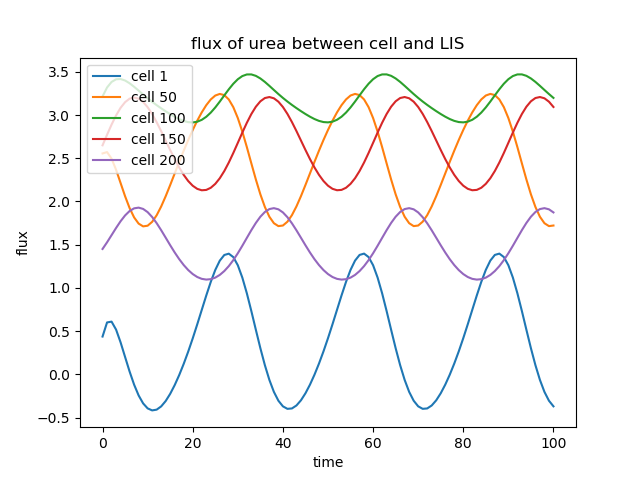 flux of urea between cell and LIS
cell 1
cell 50
cell 100
cell 150
cell 200
flux
3.5
3.0
2.5
2.0
1.5
1.0
0.5
0.0
−0.5
0 20 40 60 80 100
time